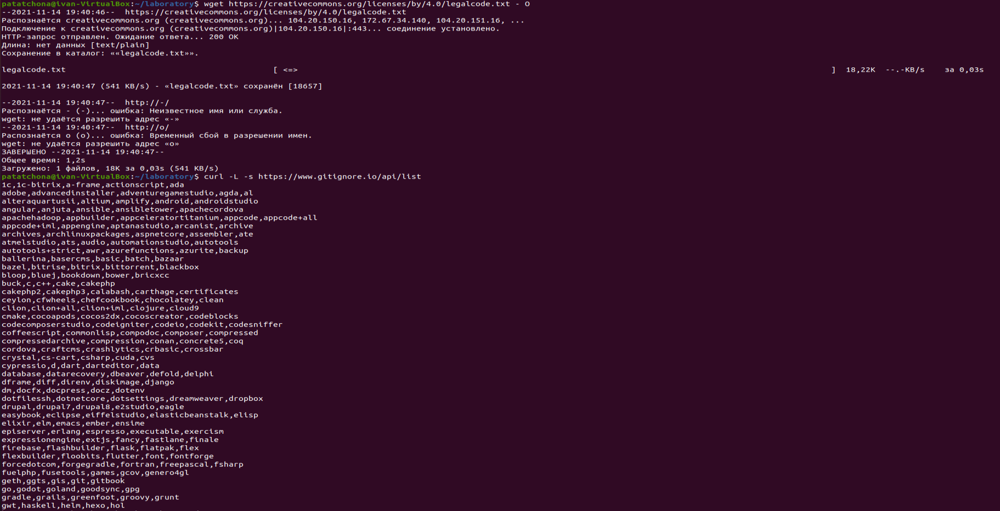 patatchona@ivan-VirtualBox:~/laboratory$ wget https://creativecommons.org/licenses/by/4.0/legalcode.txt - O
--2021-11-14 19:40:46--  https://creativecommons.org/licenses/by/4.0/legalcode.txt
Распознаётся creativecommons.org (creativecommons.org)... 104.20.150.16, 172.67.34.140, 104.20.151.16, ...
Подключение к creativecommons.org (creativecommons.org)|104.20.150.16|:443... соединение установлено.
HTTP-запрос отправлен. Ожидание ответа... 200 OK
Длина: нет данных [text/plain]
Сохранение в каталог: ««legalcode.txt»».
legalcode.txt [ <=> ] 18,22K --.-KB/s за 0,03s
2021-11-14 19:40:47 (541 KB/s) - «legalcode.txt» сохранён [18657]
--2021-11-14 19:40:47--  http://-/
Распознаётся - (-)... ошибка: Неизвестное имя или служба.
wget: не удаётся разрешить адрес «-»
--2021-11-14 19:40:47--  http://o/
Распознаётся o (o)... ошибка: Временный сбой в разрешении имен.
wget: не удаётся разрешить адрес «o»
ЗАВЕРШЕНО --2021-11-14 19:40:47--
Общее время: 1,2s
Загружено: 1 файлов, 18K за 0,03s (541 KB/s)
patatchona@ivan-VirtualBox:~/laboratory$ curl -L -s https://www.gitignore.io/api/list
1c,1c-bitrix,a-frame,actionscript,ada
adobe,advancedinstaller,adventuregamestudio,agda,al
alteraquartusii,altium,amplify,android,androidstudio
angular,anjuta,ansible,ansibletower,apachecordova
apachehadoop,appbuilder,appceleratortitanium,appcode,appcode+all
appcode+iml,appengine,aptanastudio,arcanist,archive
archives,archlinuxpackages,aspnetcore,assembler,ate
atmelstudio,ats,audio,automationstudio,autotools
autotools+strict,awr,azurefunctions,azurite,backup
ballerina,basercms,basic,batch,bazaar
bazel,bitrise,bitrix,bittorrent,blackbox
bloop,bluej,bookdown,bower,bricxcc
buck,c,c++,cake,cakephp
cakephp2,cakephp3,calabash,carthage,certificates
ceylon,cfwheels,chefcookbook,chocolatey,clean
clion,clion+all,clion+iml,clojure,cloud9
cmake,cocoapods,cocos2dx,cocoscreator,codeblocks
codecomposerstudio,codeigniter,codeio,codekit,codesniffer
coffeescript,commonlisp,compodoc,composer,compressed
compressedarchive,compression,conan,concrete5,coq
cordova,craftcms,crashlytics,crbasic,crossbar
crystal,cs-cart,csharp,cuda,cvs
cypressio,d,dart,darteditor,data
database,datarecovery,dbeaver,defold,delphi
dframe,diff,direnv,diskimage,django
dm,docfx,docpress,docz,dotenv
dotfilessh,dotnetcore,dotsettings,dreamweaver,dropbox
drupal,drupal7,drupal8,e2studio,eagle
easybook,eclipse,eiffelstudio,elasticbeanstalk,elisp
elixir,elm,emacs,ember,ensime
episerver,erlang,espresso,executable,exercism
expressionengine,extjs,fancy,fastlane,finale
firebase,flashbuilder,flask,flatpak,flex
flexbuilder,floobits,flutter,font,fontforge
forcedotcom,forgegradle,fortran,freepascal,fsharp
fuelphp,fusetools,games,gcov,genero4gl
geth,ggts,gis,git,gitbook
go,godot,goland,goodsync,gpg
gradle,grails,greenfoot,groovy,grunt
gwt,haskell,helm,hexo,hol